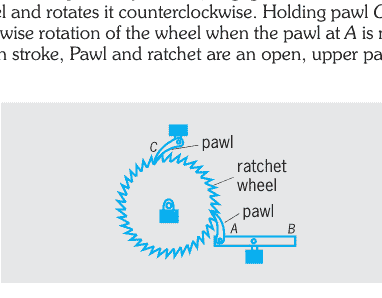 el and rotates it counterclockwise. Holding pawl C
wise rotation of the wheel when the pawl at A is
n stroke, Pawl and ratchet are an open, upper pa
C
pawl
ratchet
wheel
pawl
A
B